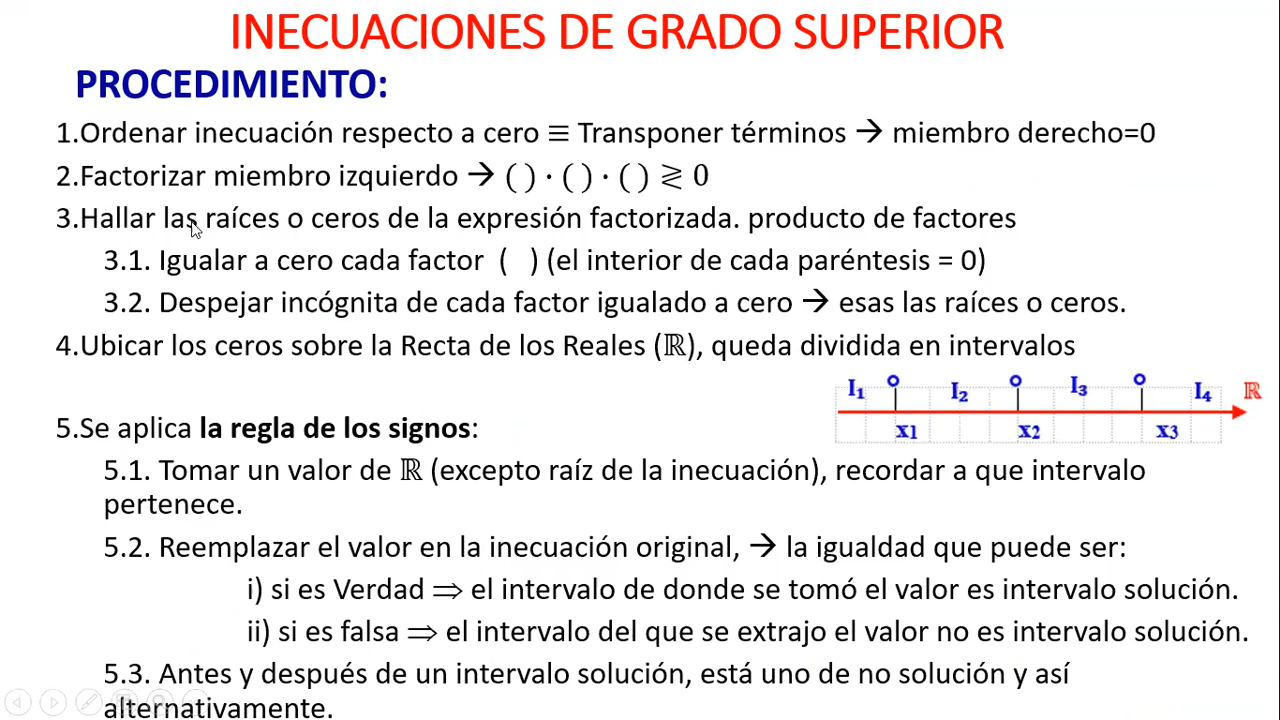 INECUACIONES DE GRADO SUPERIOR
PROCEDIMIENTO:
1.Ordenar inecuación respecto a cero ≡ Transponer términos → miembro derecho=0
2.Factorizar miembro izquierdo → ( ) · ( ) · ( ) ≷ 0
3.Hallar las raíces o ceros de la expresión factorizada. producto de factores
3.1. Igualar a cero cada factor ( ) (el interior de cada paréntesis = 0)
3.2. Despejar incógnita de cada factor igualado a cero → esas las raíces o ceros.
4.Ubicar los ceros sobre la Recta de los Reales (ℝ), queda dividida en intervalos
I₁ I₂ I₃ I₄ ℝ
x1 x2 x3
5.Se aplica la regla de los signos:
5.1. Tomar un valor de ℝ (excepto raíz de la inecuación), recordar a que intervalo
pertenece.
5.2. Reemplazar el valor en la inecuación original, → la igualdad que puede ser:
i) si es Verdad ⇒ el intervalo de donde se tomó el valor es intervalo solución.
ii) si es falsa ⇒ el intervalo del que se extrajo el valor no es intervalo solución.
5.3. Antes y después de un intervalo solución, está uno de no solución y así
alternativamente.